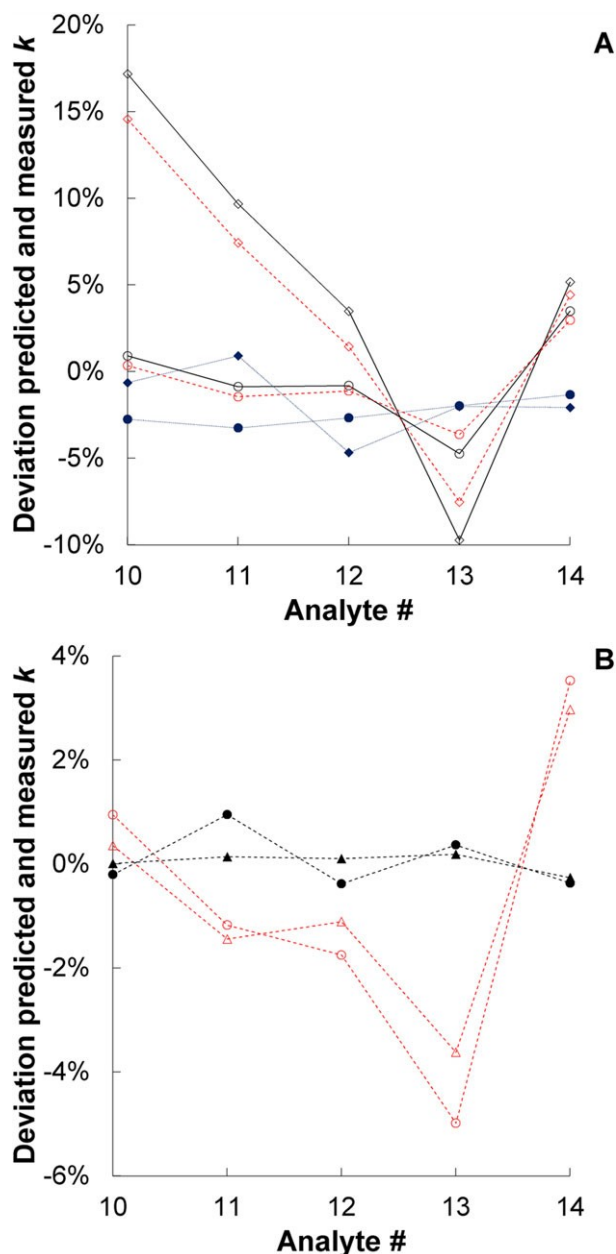 A
20%
15%
10%
5%
0%
-5%
-10%
Deviation predicted and measured k
10 11 12 13 14
Analyte #
B
4%
2%
0%
-2%
-4%
-6%
Deviation predicted and measured k
10 11 12 13 14
Analyte #